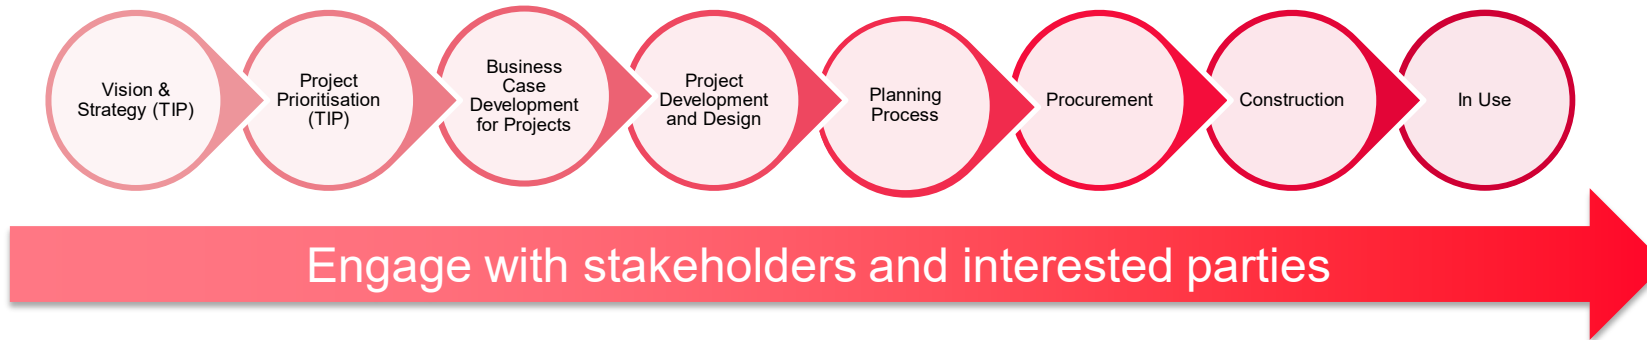 Vision &
Strategy (TIP)
Project
Prioritisation
(TIP)
Business
Case
Development
for Projects
Project
Development
and Design
Planning
Process
Procurement
Construction
In Use
Engage with stakeholders and interested parties